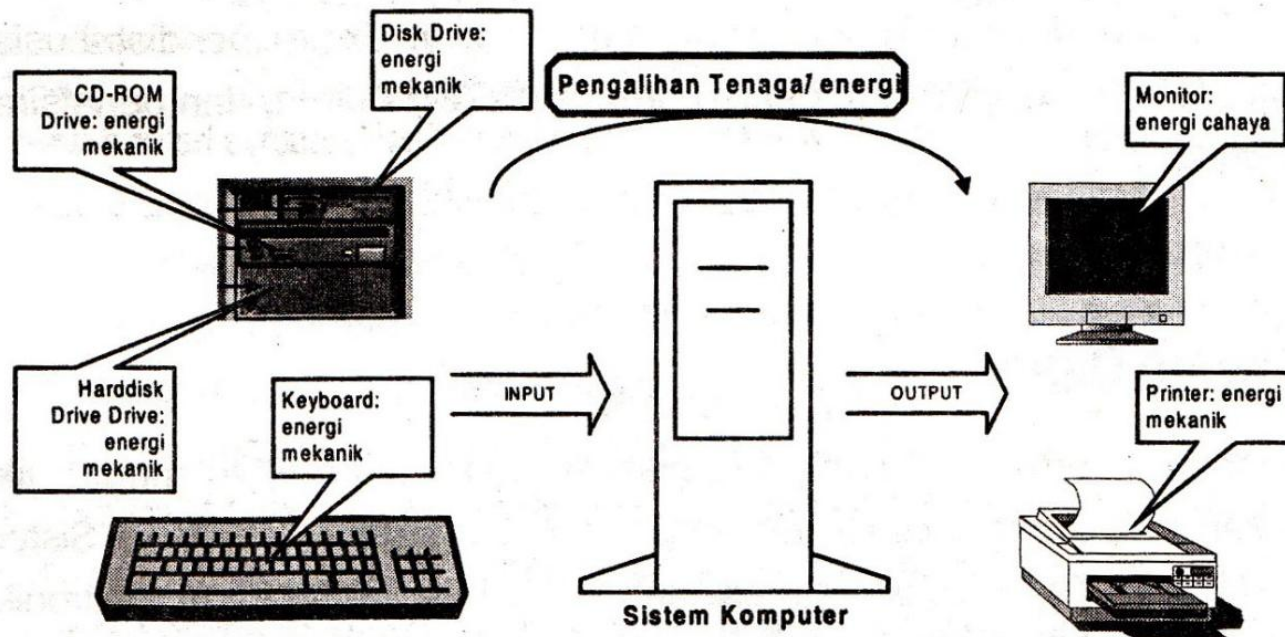 Disk Drive:
energi
mekanik
Pengalihan Tenaga/ energi
CD-ROM
Drive: energi
mekanik
Monitor:
energi cahaya
Harddisk
Drive Drive:
energi
mekanik
Keyboard:
energi
mekanik
INPUT
OUTPUT
Printer: energi
mekanik
Sistem Komputer